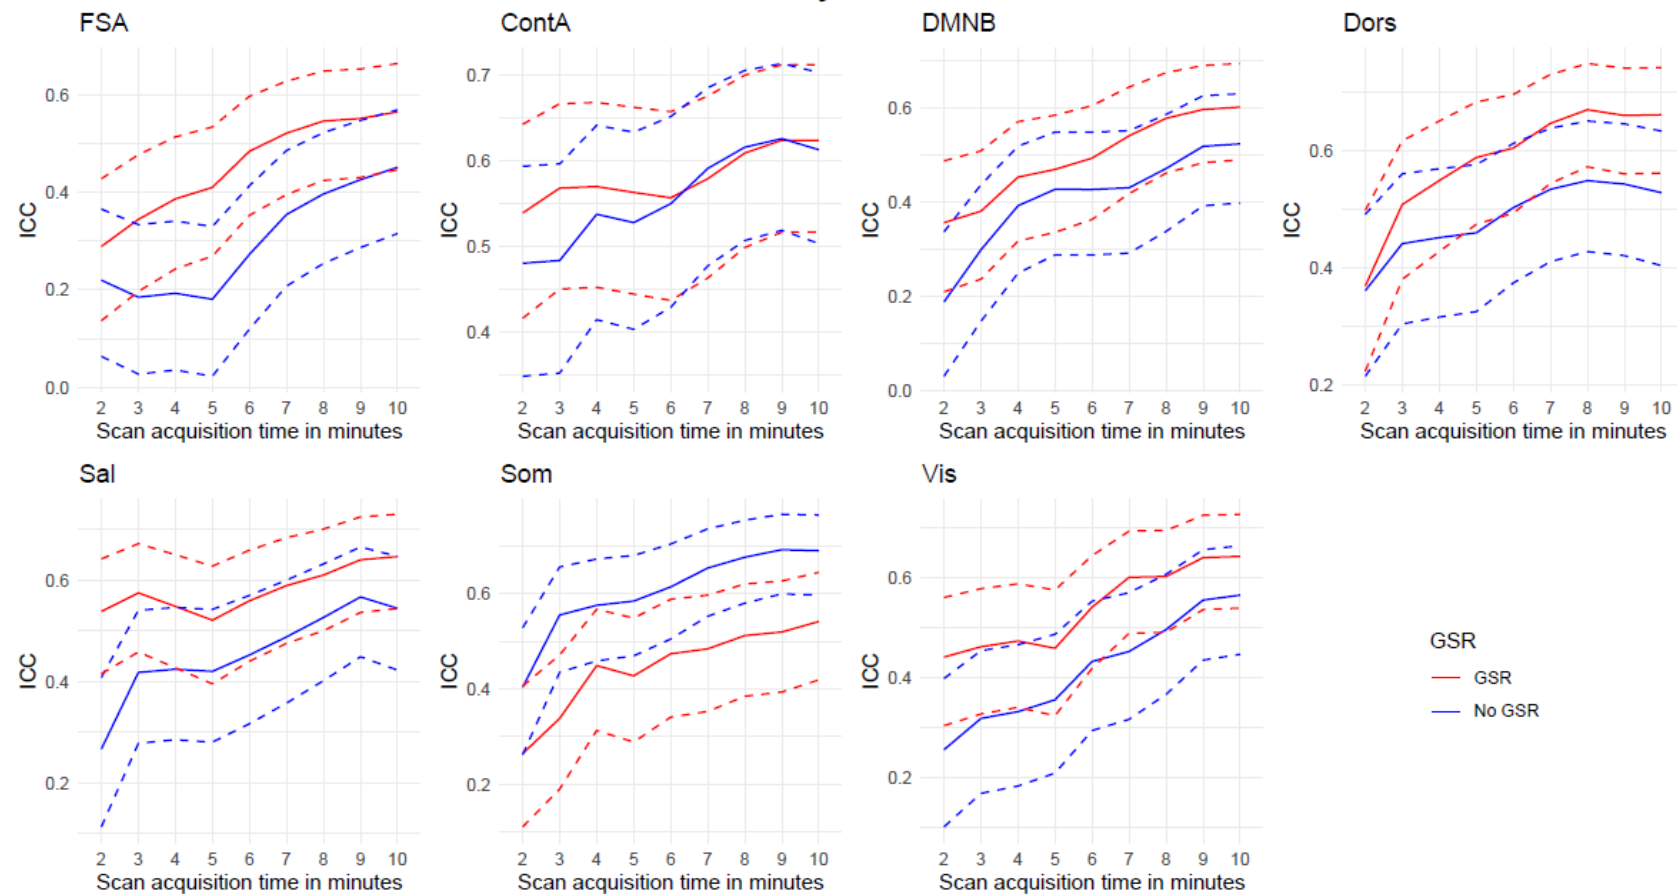 FSA
ContA
DMNB
Dors
ICC
0.6
0.4
0.2
0.0
2 3 4 5 6 7 8 9 10
Scan acquisition time in minutes
ICC
0.7
0.6
0.5
0.4
2 3 4 5 6 7 8 9 10
Scan acquisition time in minutes
ICC
0.6
0.4
0.2
0.0
2 3 4 5 6 7 8 9 10
Scan acquisition time in minutes
ICC
0.6
0.4
0.2
2 3 4 5 6 7 8 9 10
Scan acquisition time in minutes
Sal
Som
Vis
ICC
0.6
0.4
0.2
2 3 4 5 6 7 8 9 10
Scan acquisition time in minutes
ICC
0.6
0.4
0.2
2 3 4 5 6 7 8 9 10
Scan acquisition time in minutes
ICC
0.6
0.4
0.2
2 3 4 5 6 7 8 9 10
Scan acquisition time in minutes
GSR
GSR
No GSR